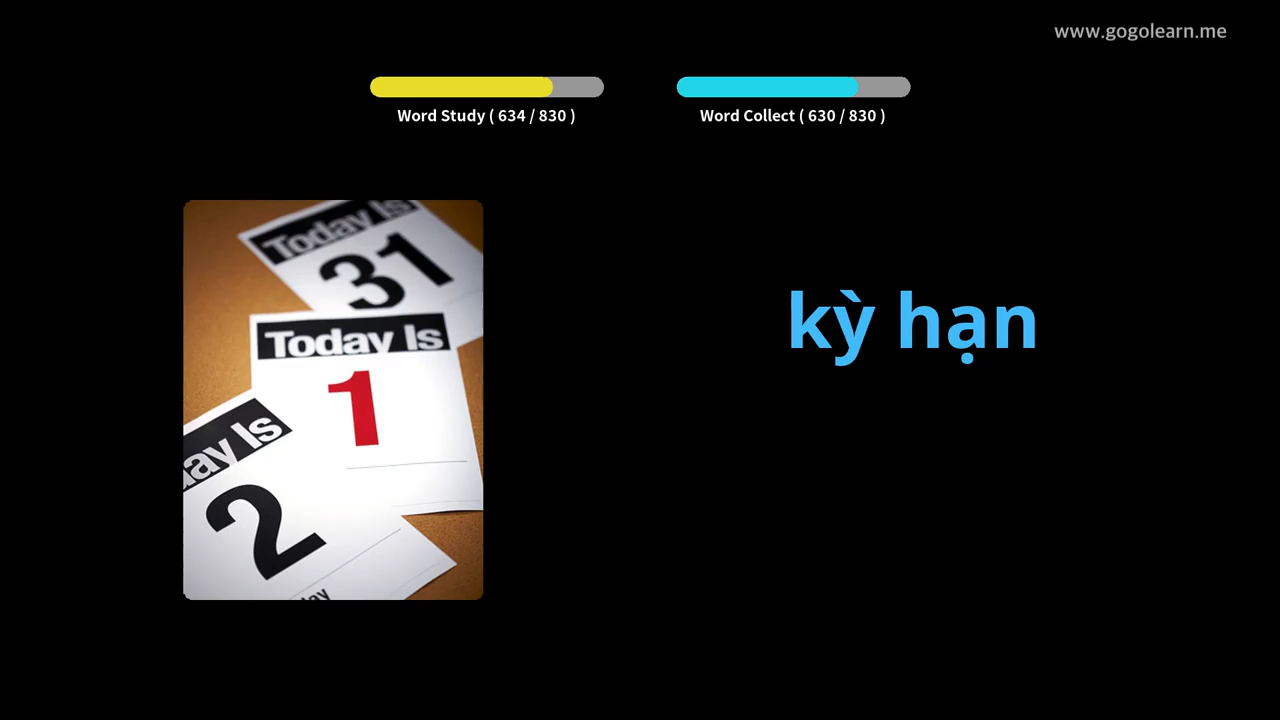 www.gogolearn.me
Word Study ( 634 / 830 )
Word Collect ( 630 / 830 )
Today Is
31
Today Is
1
kỳ hạn
ay Is
2